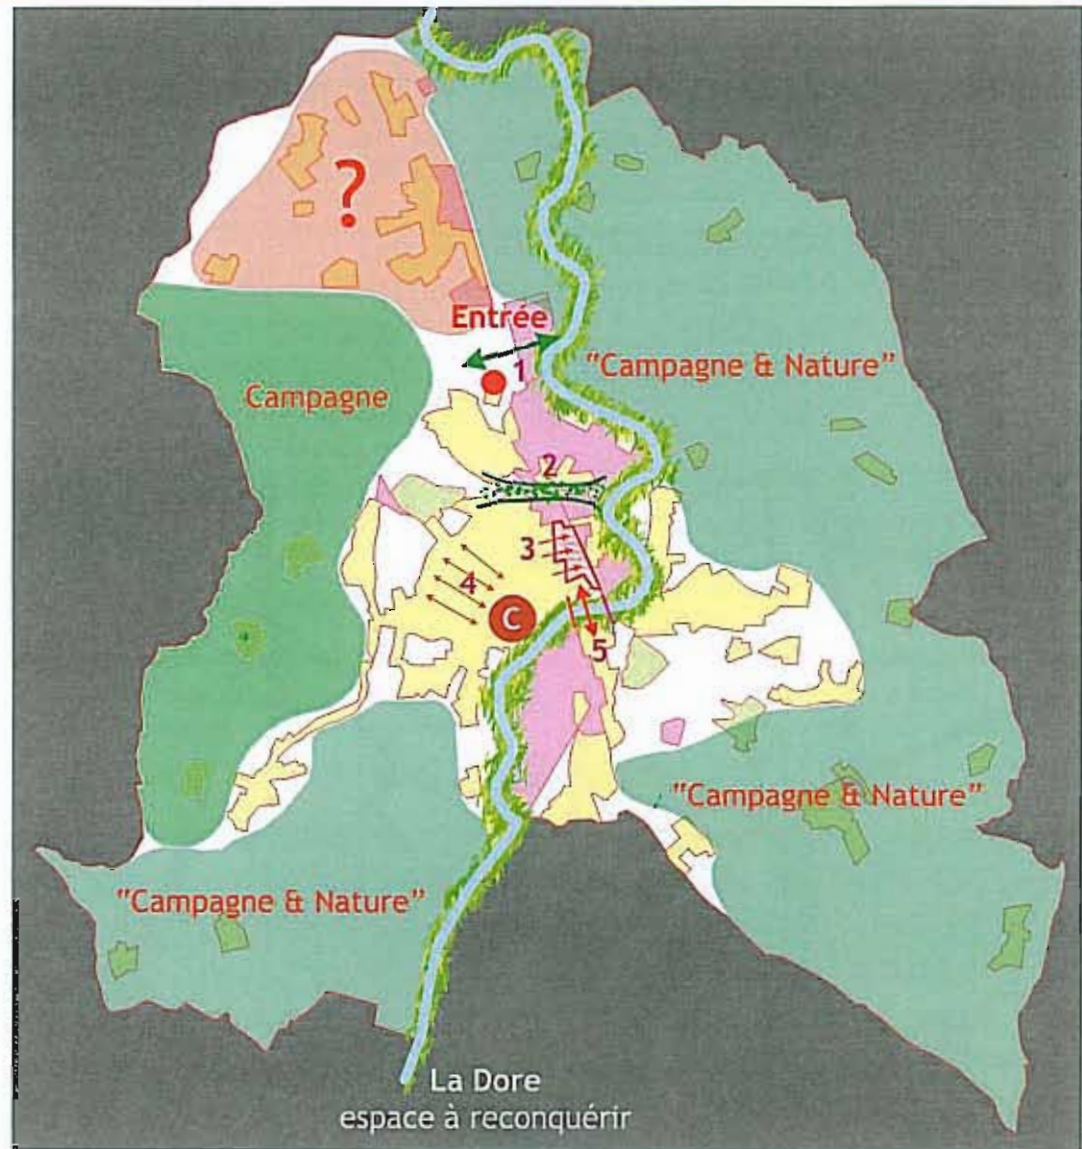 ?
Entrée
1
"Campagne & Nature"
Campagne
2
3
4
C
5
"Campagne & Nature"
"Campagne & Nature"
La Dore
espace à reconquérir